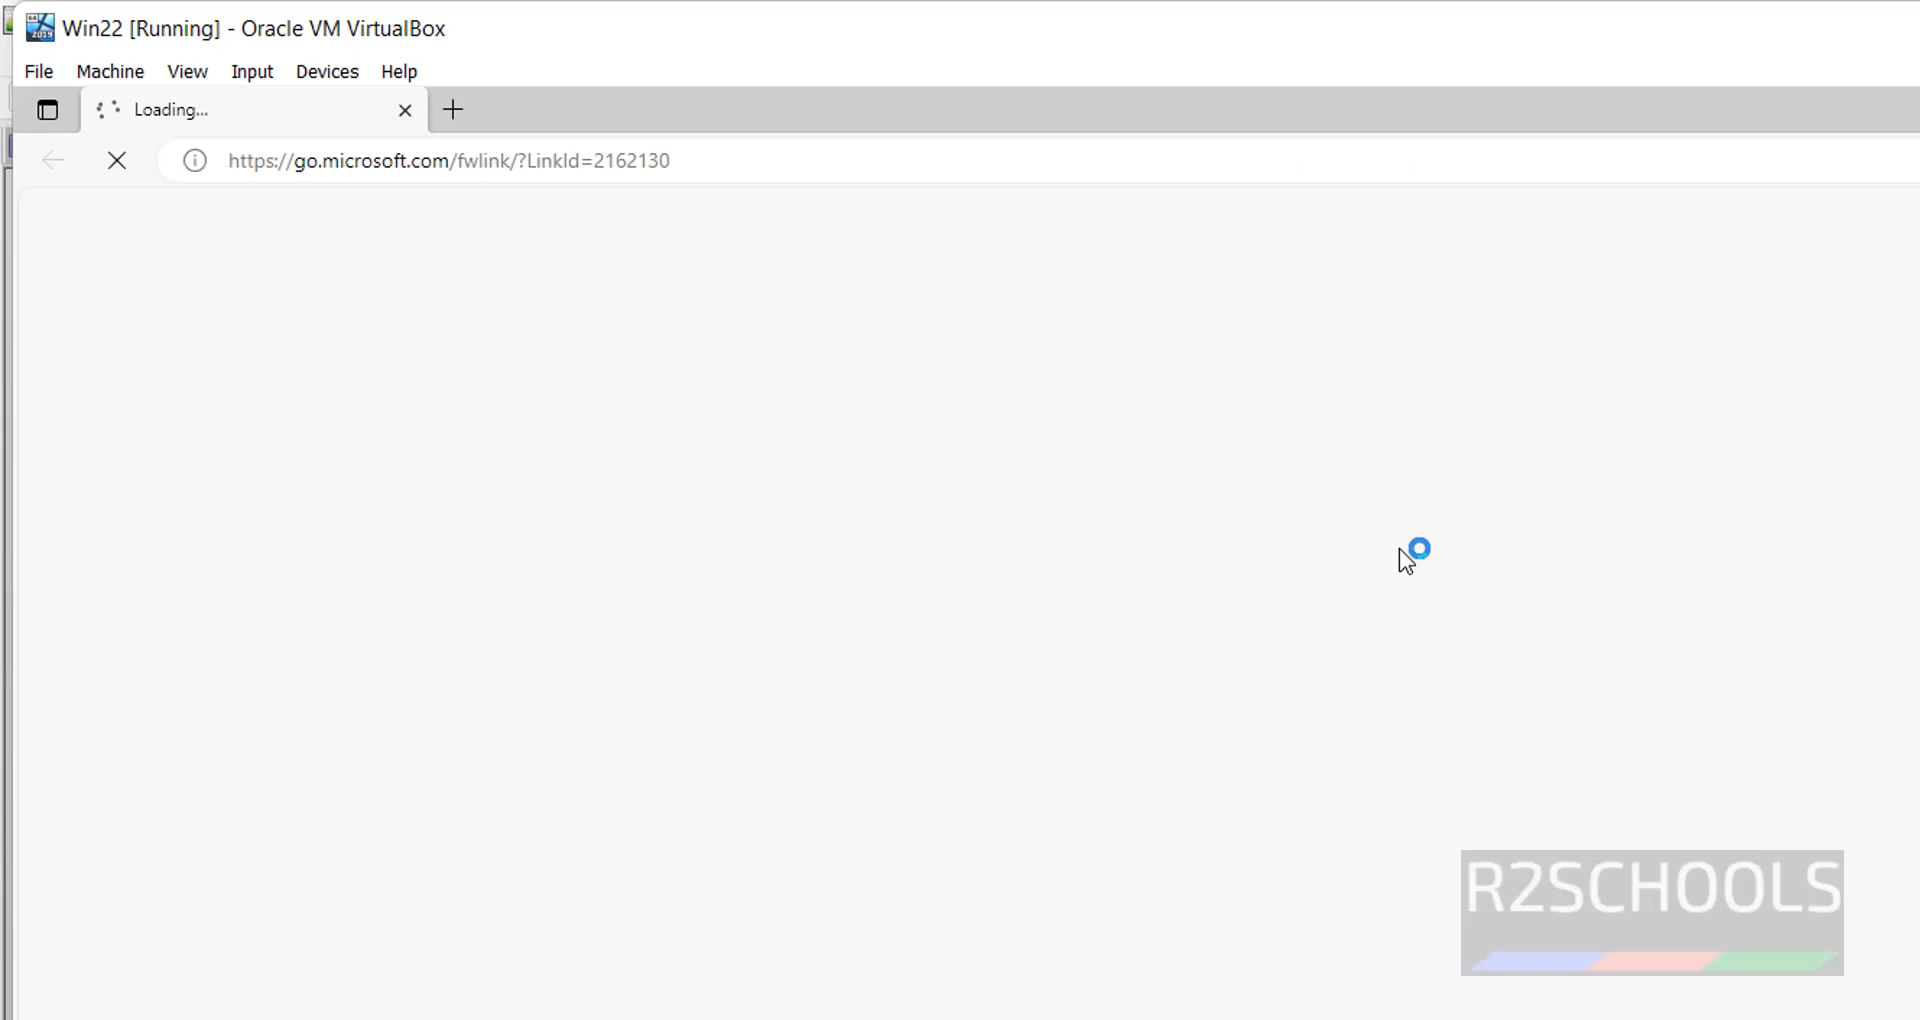 Win22 [Running] - Oracle VM VirtualBox
File Machine View Input Devices Help
Loading...
https://go.microsoft.com/fwlink/?LinkId=2162130
R2SCHOOLS